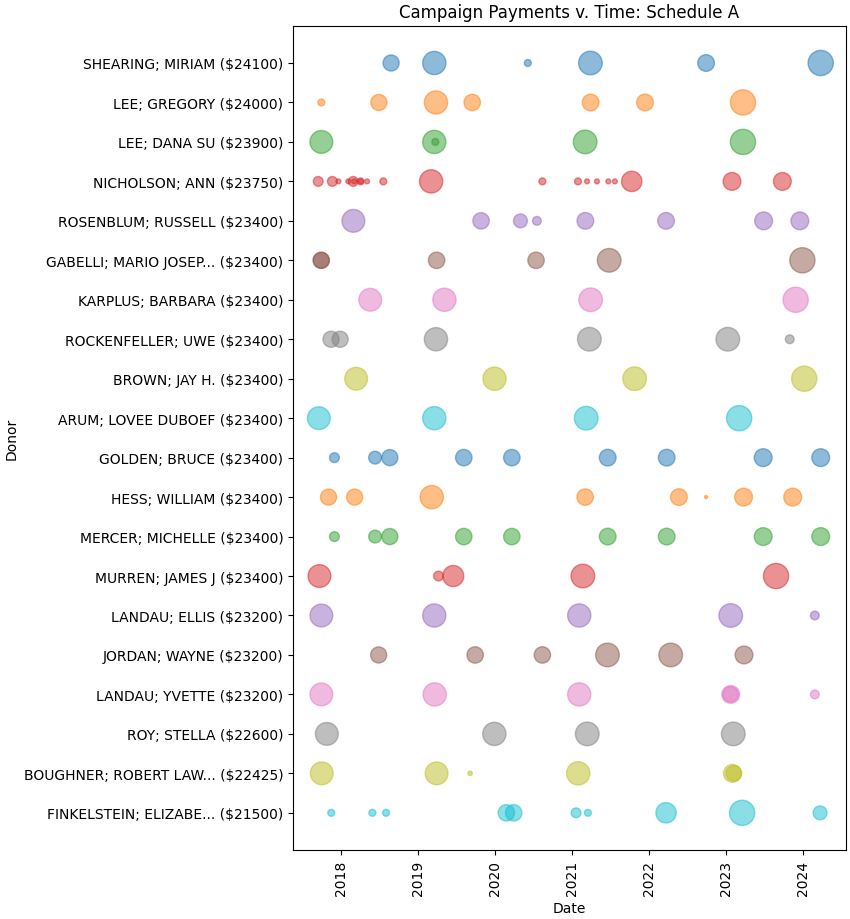 Campaign Payments v. Time: Schedule A
SHEARING; MIRIAM ($24100)
LEE; GREGORY ($24000)
LEE; DANA SU ($23900)
NICHOLSON; ANN ($23750)
ROSENBLUM; RUSSELL ($23400)
GABELLI; MARIO JOSEP... ($23400)
KARPLUS; BARBARA ($23400)
ROCKENFELLER; UWE ($23400)
BROWN; JAY H. ($23400)
ARUM; LOVEE DUBOEF ($23400)
GOLDEN; BRUCE ($23400)
HESS; WILLIAM ($23400)
MERCER; MICHELLE ($23400)
MURREN; JAMES J ($23400)
LANDAU; ELLIS ($23200)
JORDAN; WAYNE ($23200)
LANDAU; YVETTE ($23200)
ROY; STELLA ($22600)
BOUGHNER; ROBERT LAW... ($22425)
FINKELSTEIN; ELIZABE... ($21500)
Donor
2018
2019
2020
2021
2022
2023
2024
Date